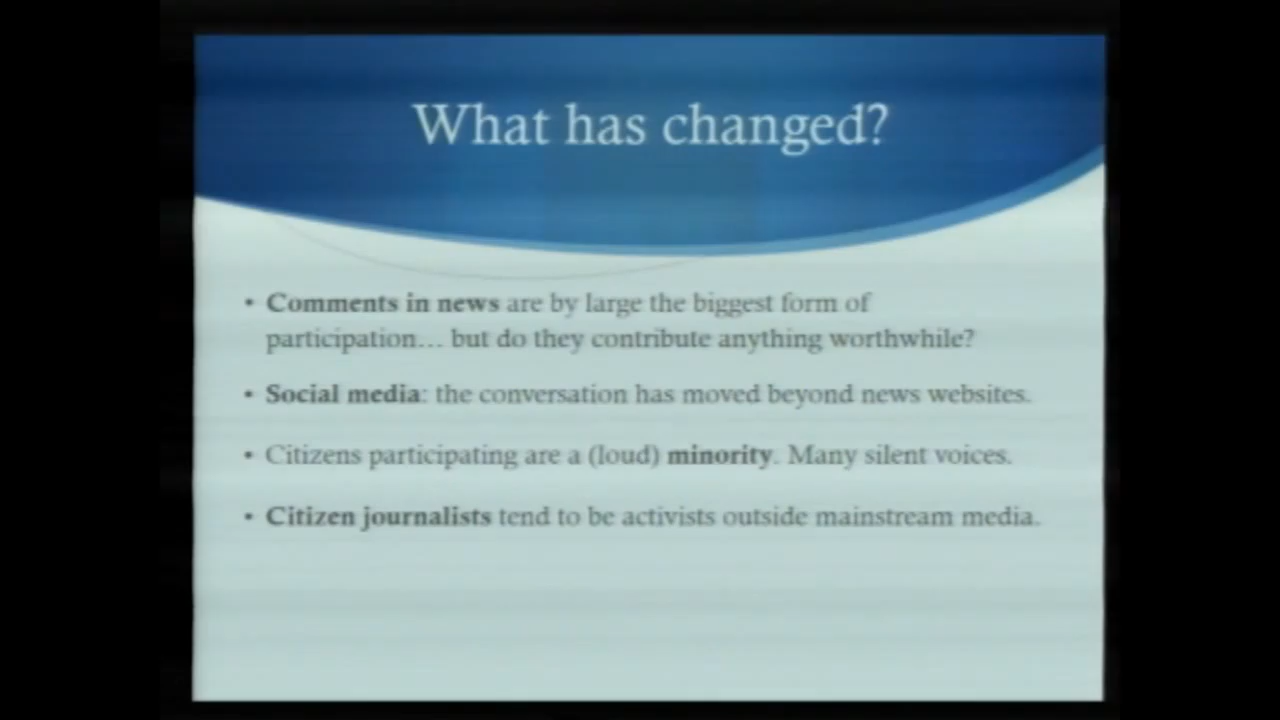 What has changed?
• Comments in news are by large the biggest form of
participation... but do they contribute anything worthwhile?
• Social media: the conversation has moved beyond news websites.
• Citizens participating are a (loud) minority. Many silent voices.
• Citizen journalists tend to be activists outside mainstream media.